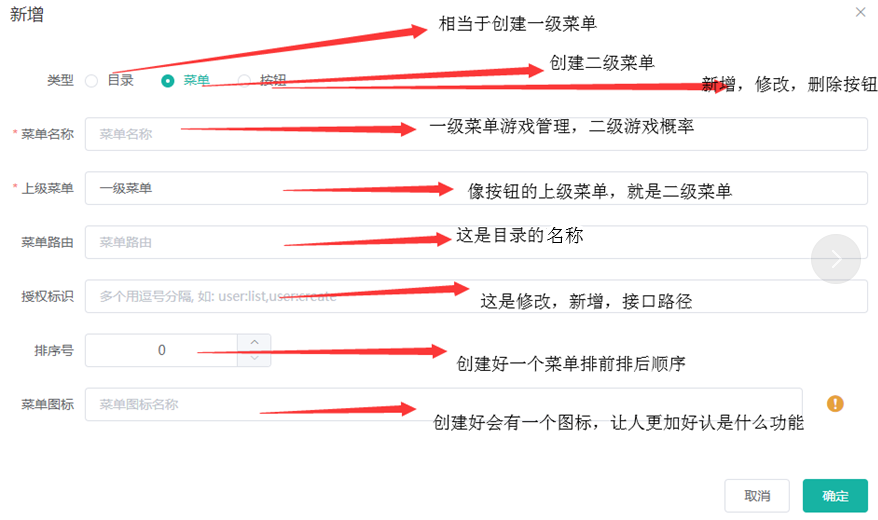 新增
相当于创建一级菜单
类型 目录 菜单 按钮
创建二级菜单
新增，修改，删除按钮
* 菜单名称 菜单名称
一级菜单游戏管理，二级游戏概率
* 上级菜单 一级菜单
像按钮的上级菜单，就是二级菜单
菜单路由 菜单路由
这是目录的名称
授权标识 多个用逗号分隔, 如: user:list,user:create
这是修改，新增，接口路径
排序号 0
创建好一个菜单排前排后顺序
菜单图标 菜单图标名称
创建好会有一个图标，让人更加好认是什么功能
取消 确定